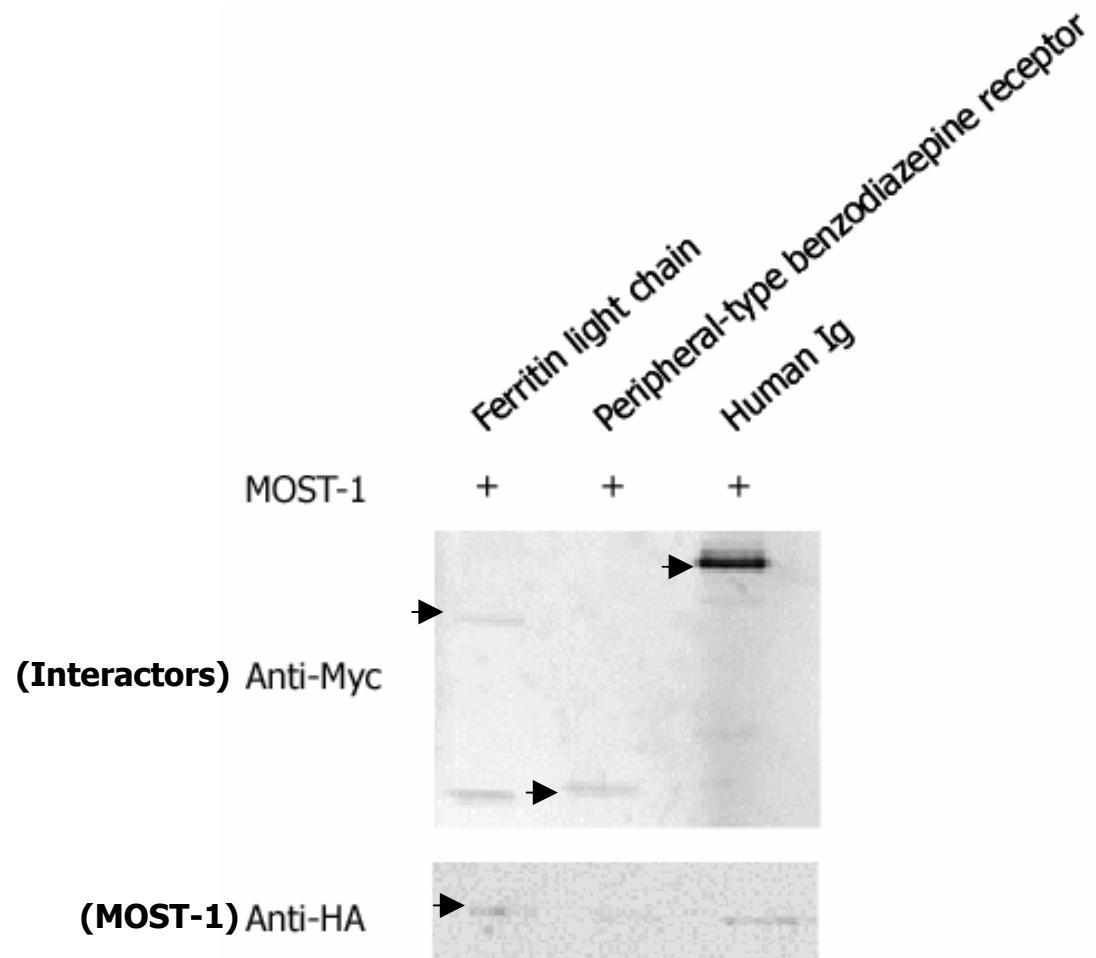 Ferritin light chain
Peripheral-type benzodiazepine receptor
Human Ig
MOST-1 + + +
(Interactors) Anti-Myc
(MOST-1) Anti-HA